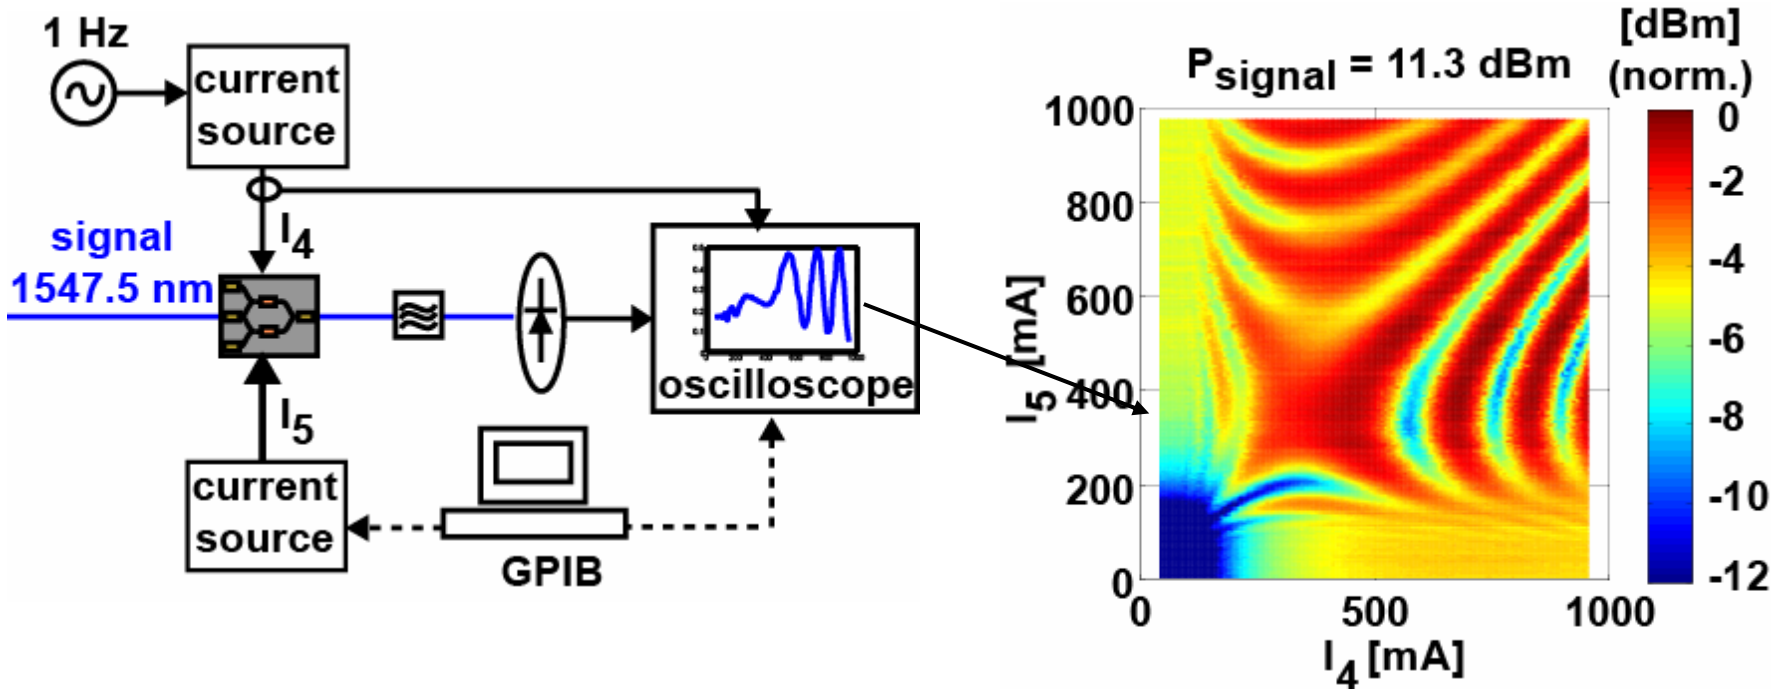 1 Hz
current
source
I4
signal
1547.5 nm
I5
current
source
GPIB
oscilloscope
Psignal = 11.3 dBm
[dBm]
(norm.)
1000
800
600
400
200
0
I5 [mA]
0
500
1000
I4 [mA]
0
-2
-4
-6
-8
-10
-12